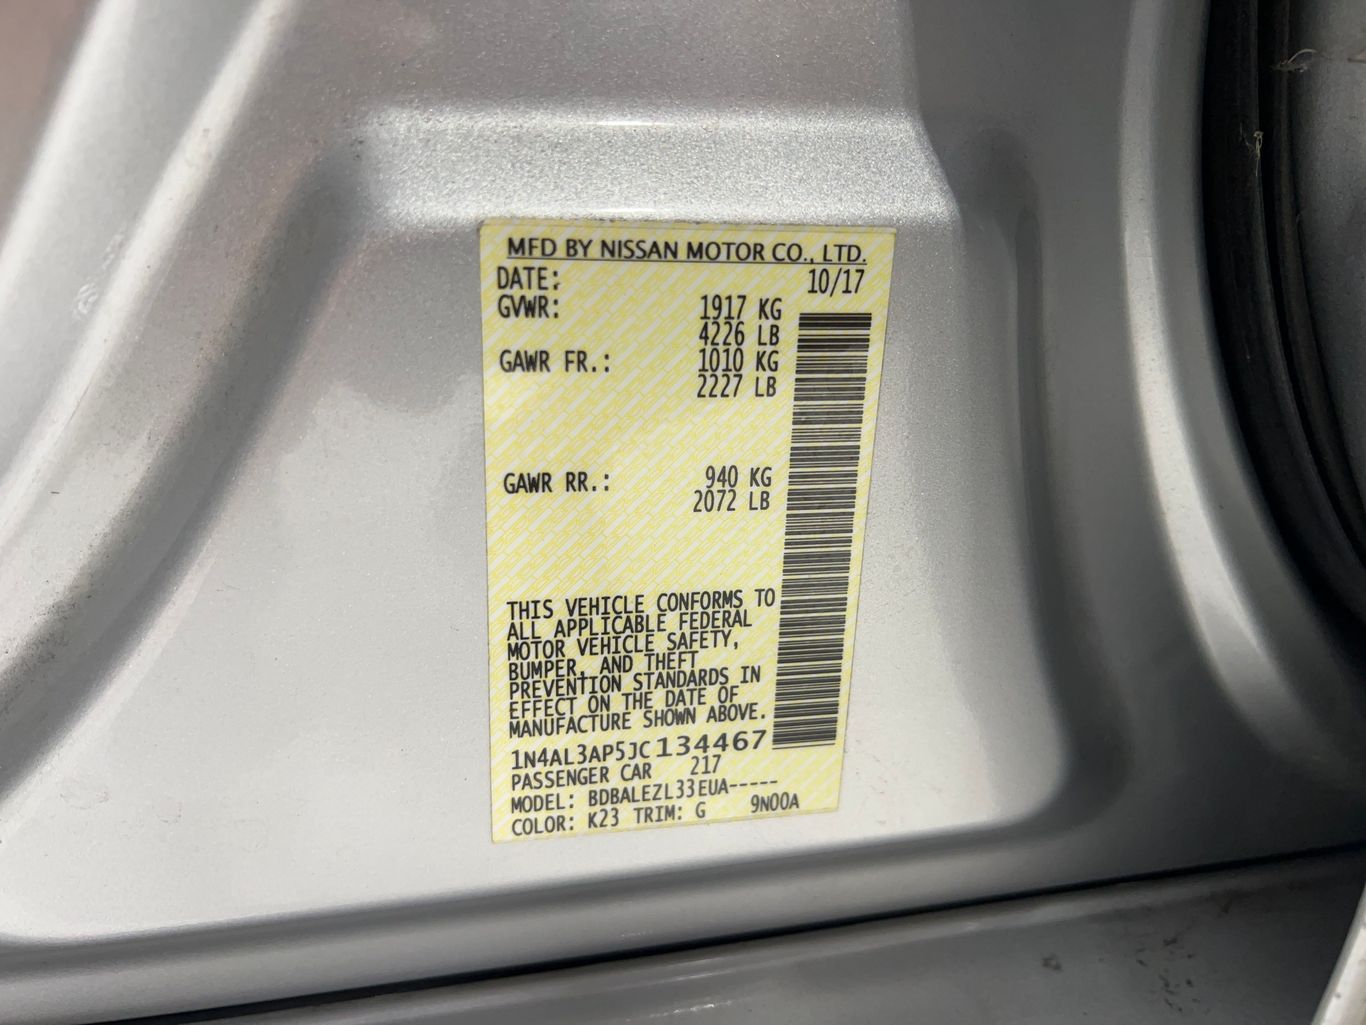 MFD BY NISSAN MOTOR CO., LTD.
DATE: 10/17
GVWR: 1917 KG
4226 LB
GAWR FR.: 1010 KG
2227 LB
GAWR RR.: 940 KG
2072 LB
THIS VEHICLE CONFORMS TO
ALL APPLICABLE FEDERAL
MOTOR VEHICLE SAFETY,
BUMPER, AND THEFT
PREVENTION STANDARDS IN
EFFECT ON THE DATE OF
MANUFACTURE SHOWN ABOVE.
1N4AL3AP5JC134467
PASSENGER CAR 217
MODEL: BDBALEZL33EUA-----
COLOR: K23 TRIM: G 9N00A